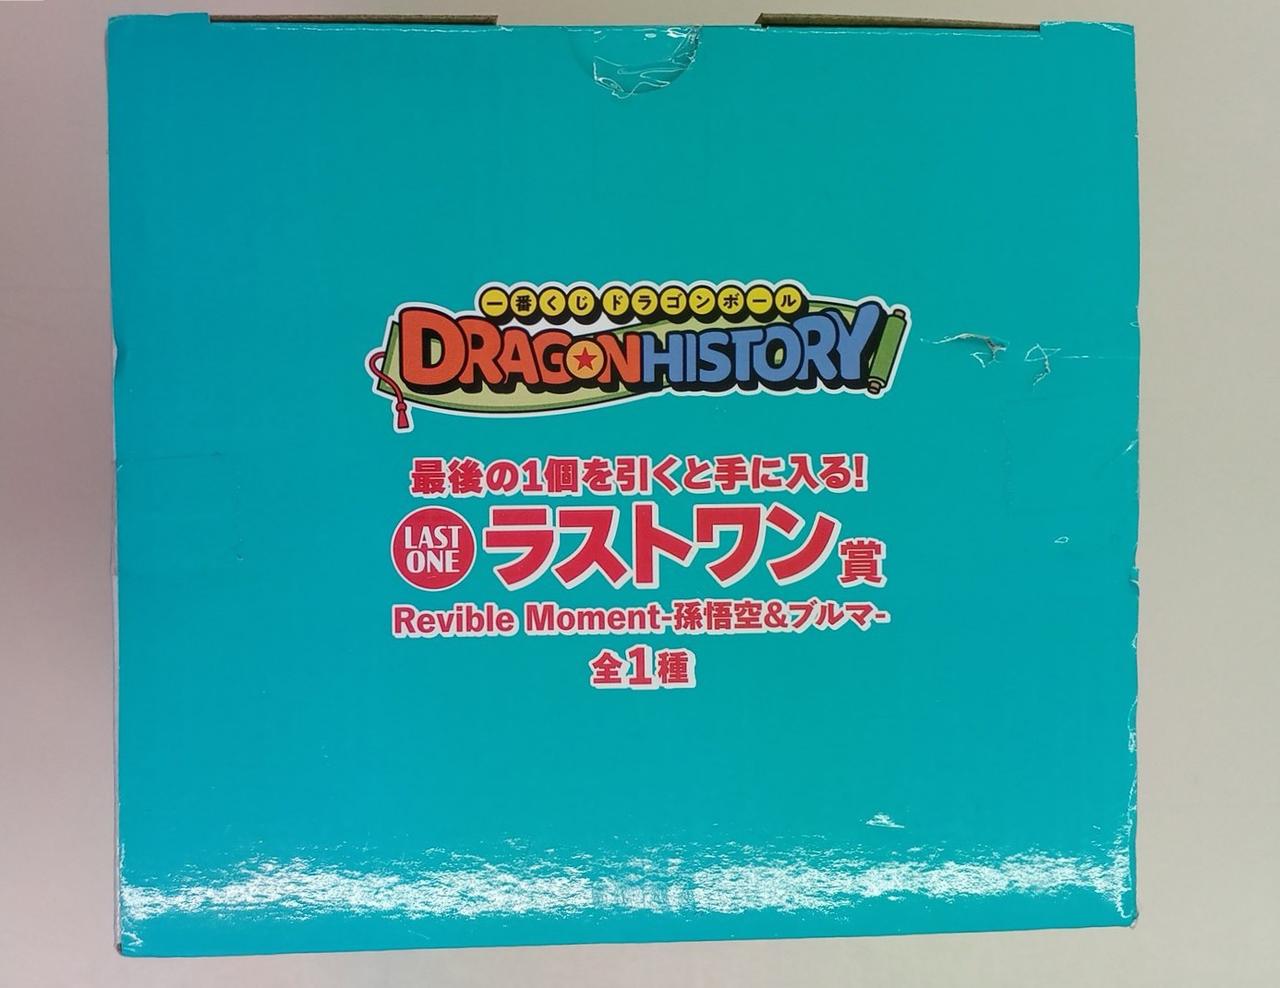 一番くじ ドラゴンボール
DRAGONHISTORY
最後の1個を引くと手に入る!
LAST ONE
ラストワン賞
Revible Moment-孫悟空&ブルマ-
全1種